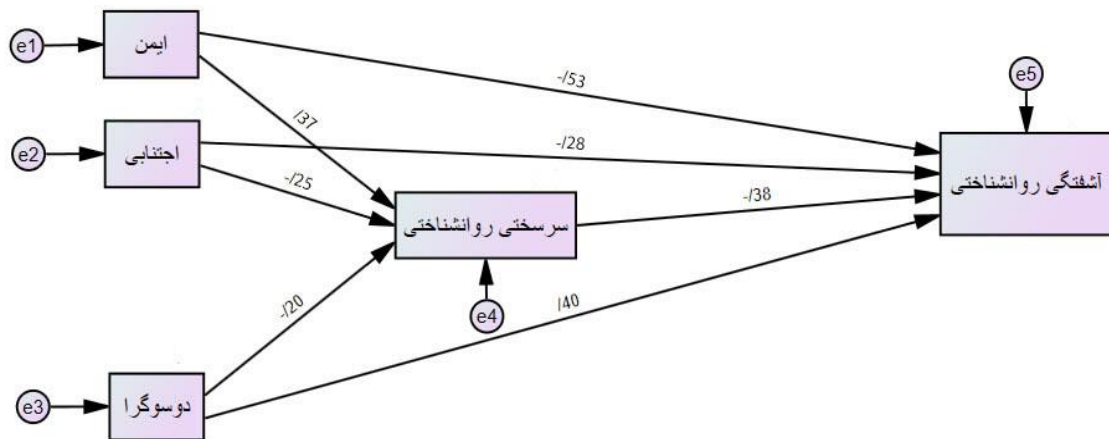 e1
ایمن
-/53
e5
/37
e2
اجتنابی
-/28
آشفتگی روانشناختی
-/25
سرسختی روانشناختی
-/38
-/20
e4
/40
e3
دوسوگرا